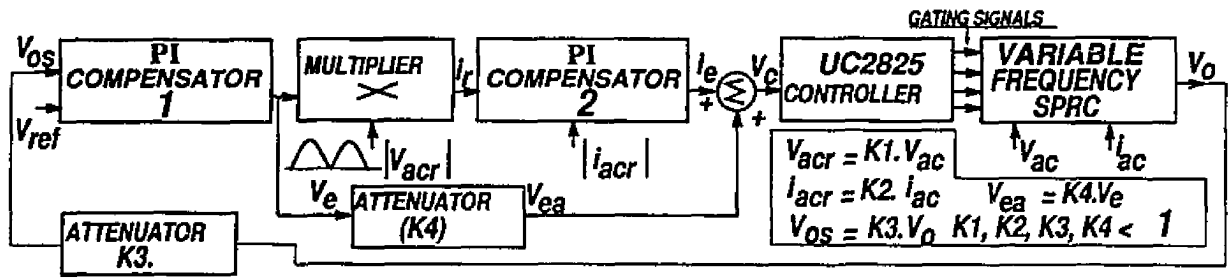 GATING SIGNALS
Vos
PI
COMPENSATOR
1
Vref
MULTIPLIER
ir
PI
COMPENSATOR
2
ie
+
Σ
+
Vc
UC2825
CONTROLLER
VARIABLE
FREQUENCY
SPRC
Vo
|Vacr|
|iacr|
Vac
iac
Ve
ATTENUATOR
(K4)
Vea
ATTENUATOR
K3.
Vacr = K1.Vac
iacr = K2. iac
Vea = K4.Ve
Vos = K3.Vo K1, K2, K3, K4 < 1